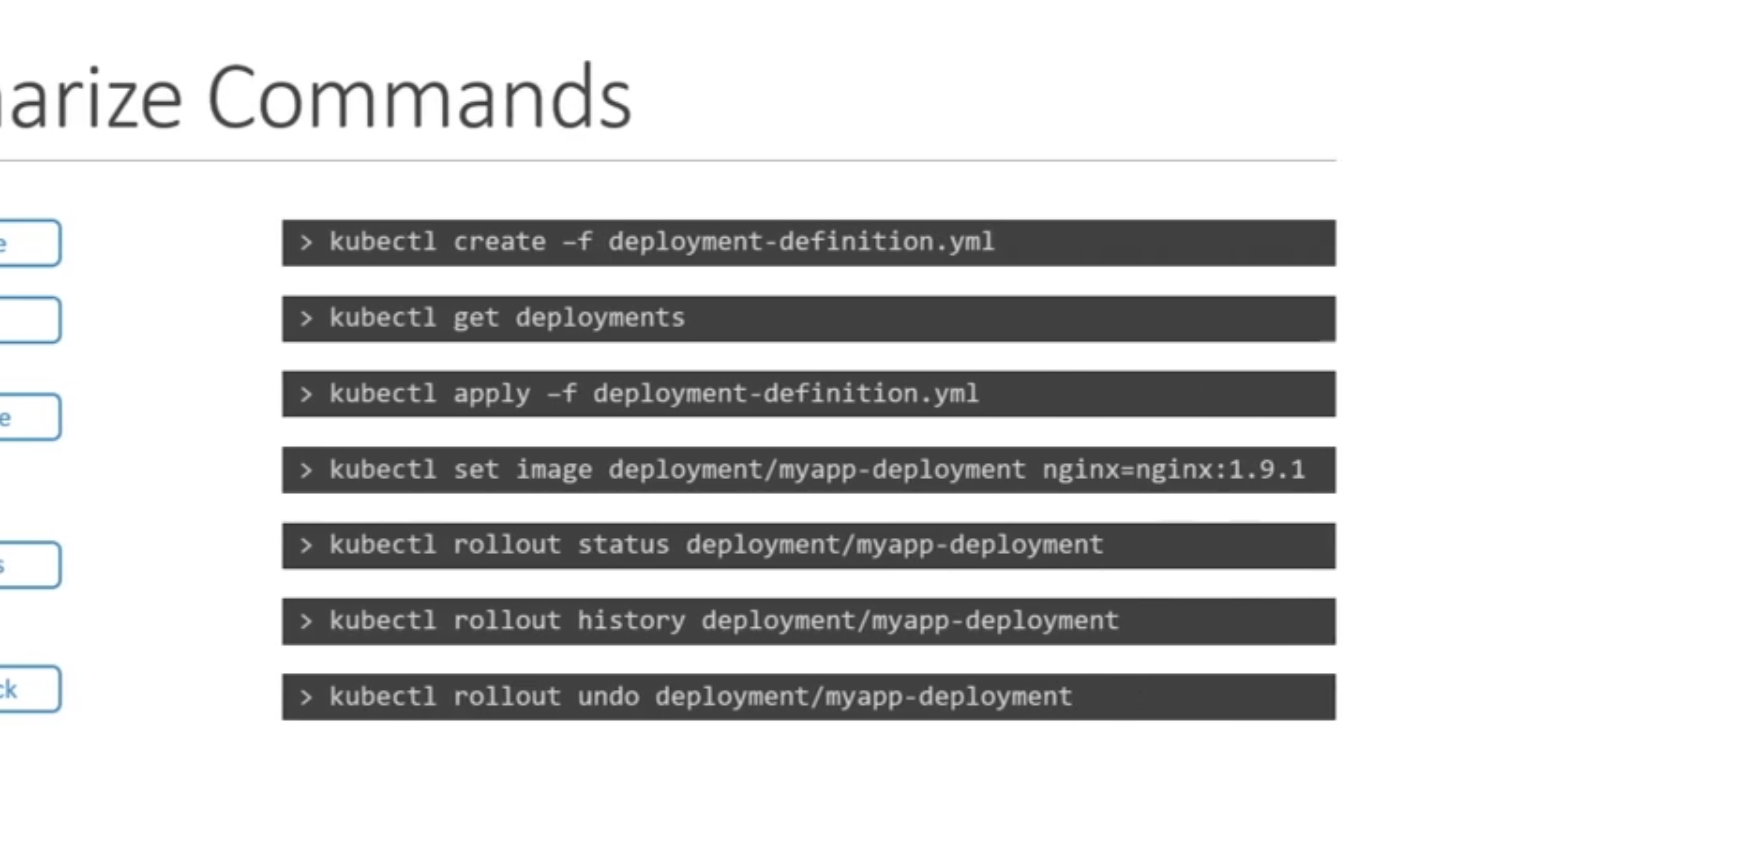 arize Commands
e
> kubectl create –f deployment-definition.yml
> kubectl get deployments
> kubectl apply –f deployment-definition.yml
e
> kubectl set image deployment/myapp-deployment nginx=nginx:1.9.1
> kubectl rollout status deployment/myapp-deployment
s
> kubectl rollout history deployment/myapp-deployment
> kubectl rollout undo deployment/myapp-deployment
ck